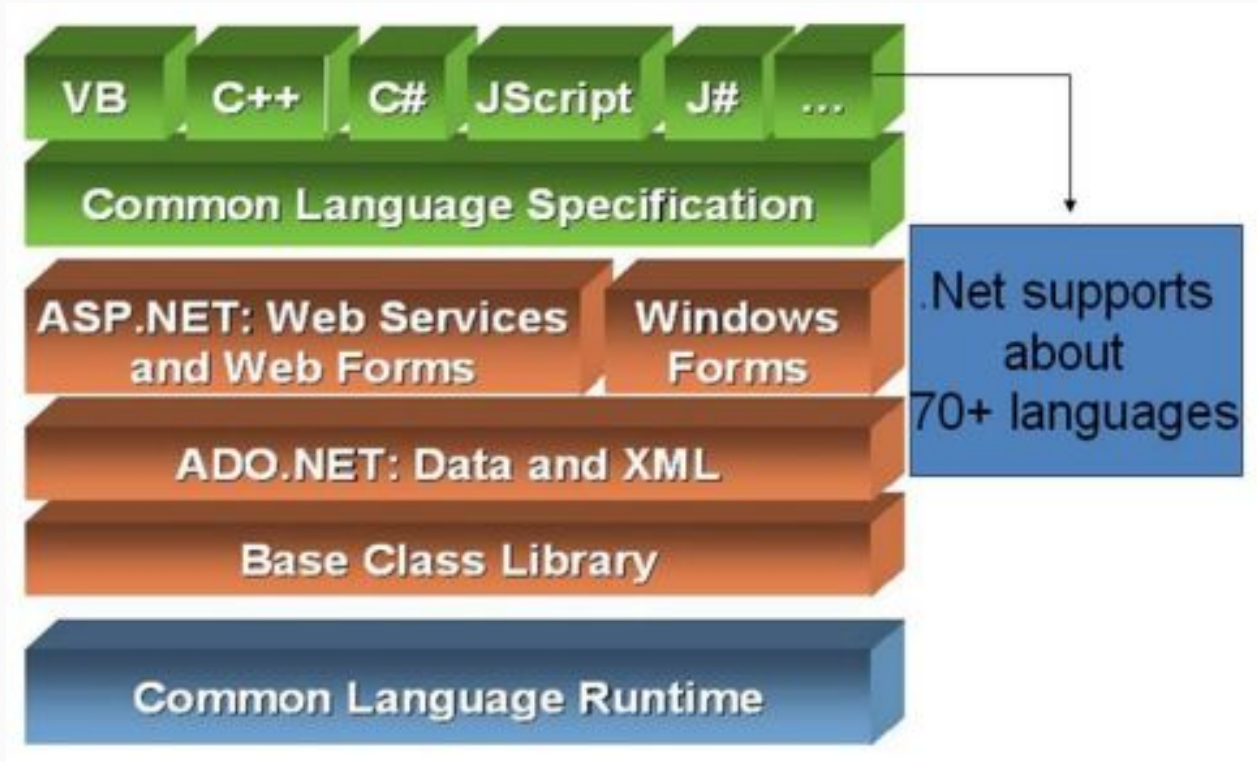 VB C++ C# JScript J# ...
Common Language Specification
ASP.NET: Web Services
and Web Forms
Windows
Forms
.Net supports
about
70+ languages
ADO.NET: Data and XML
Base Class Library
Common Language Runtime